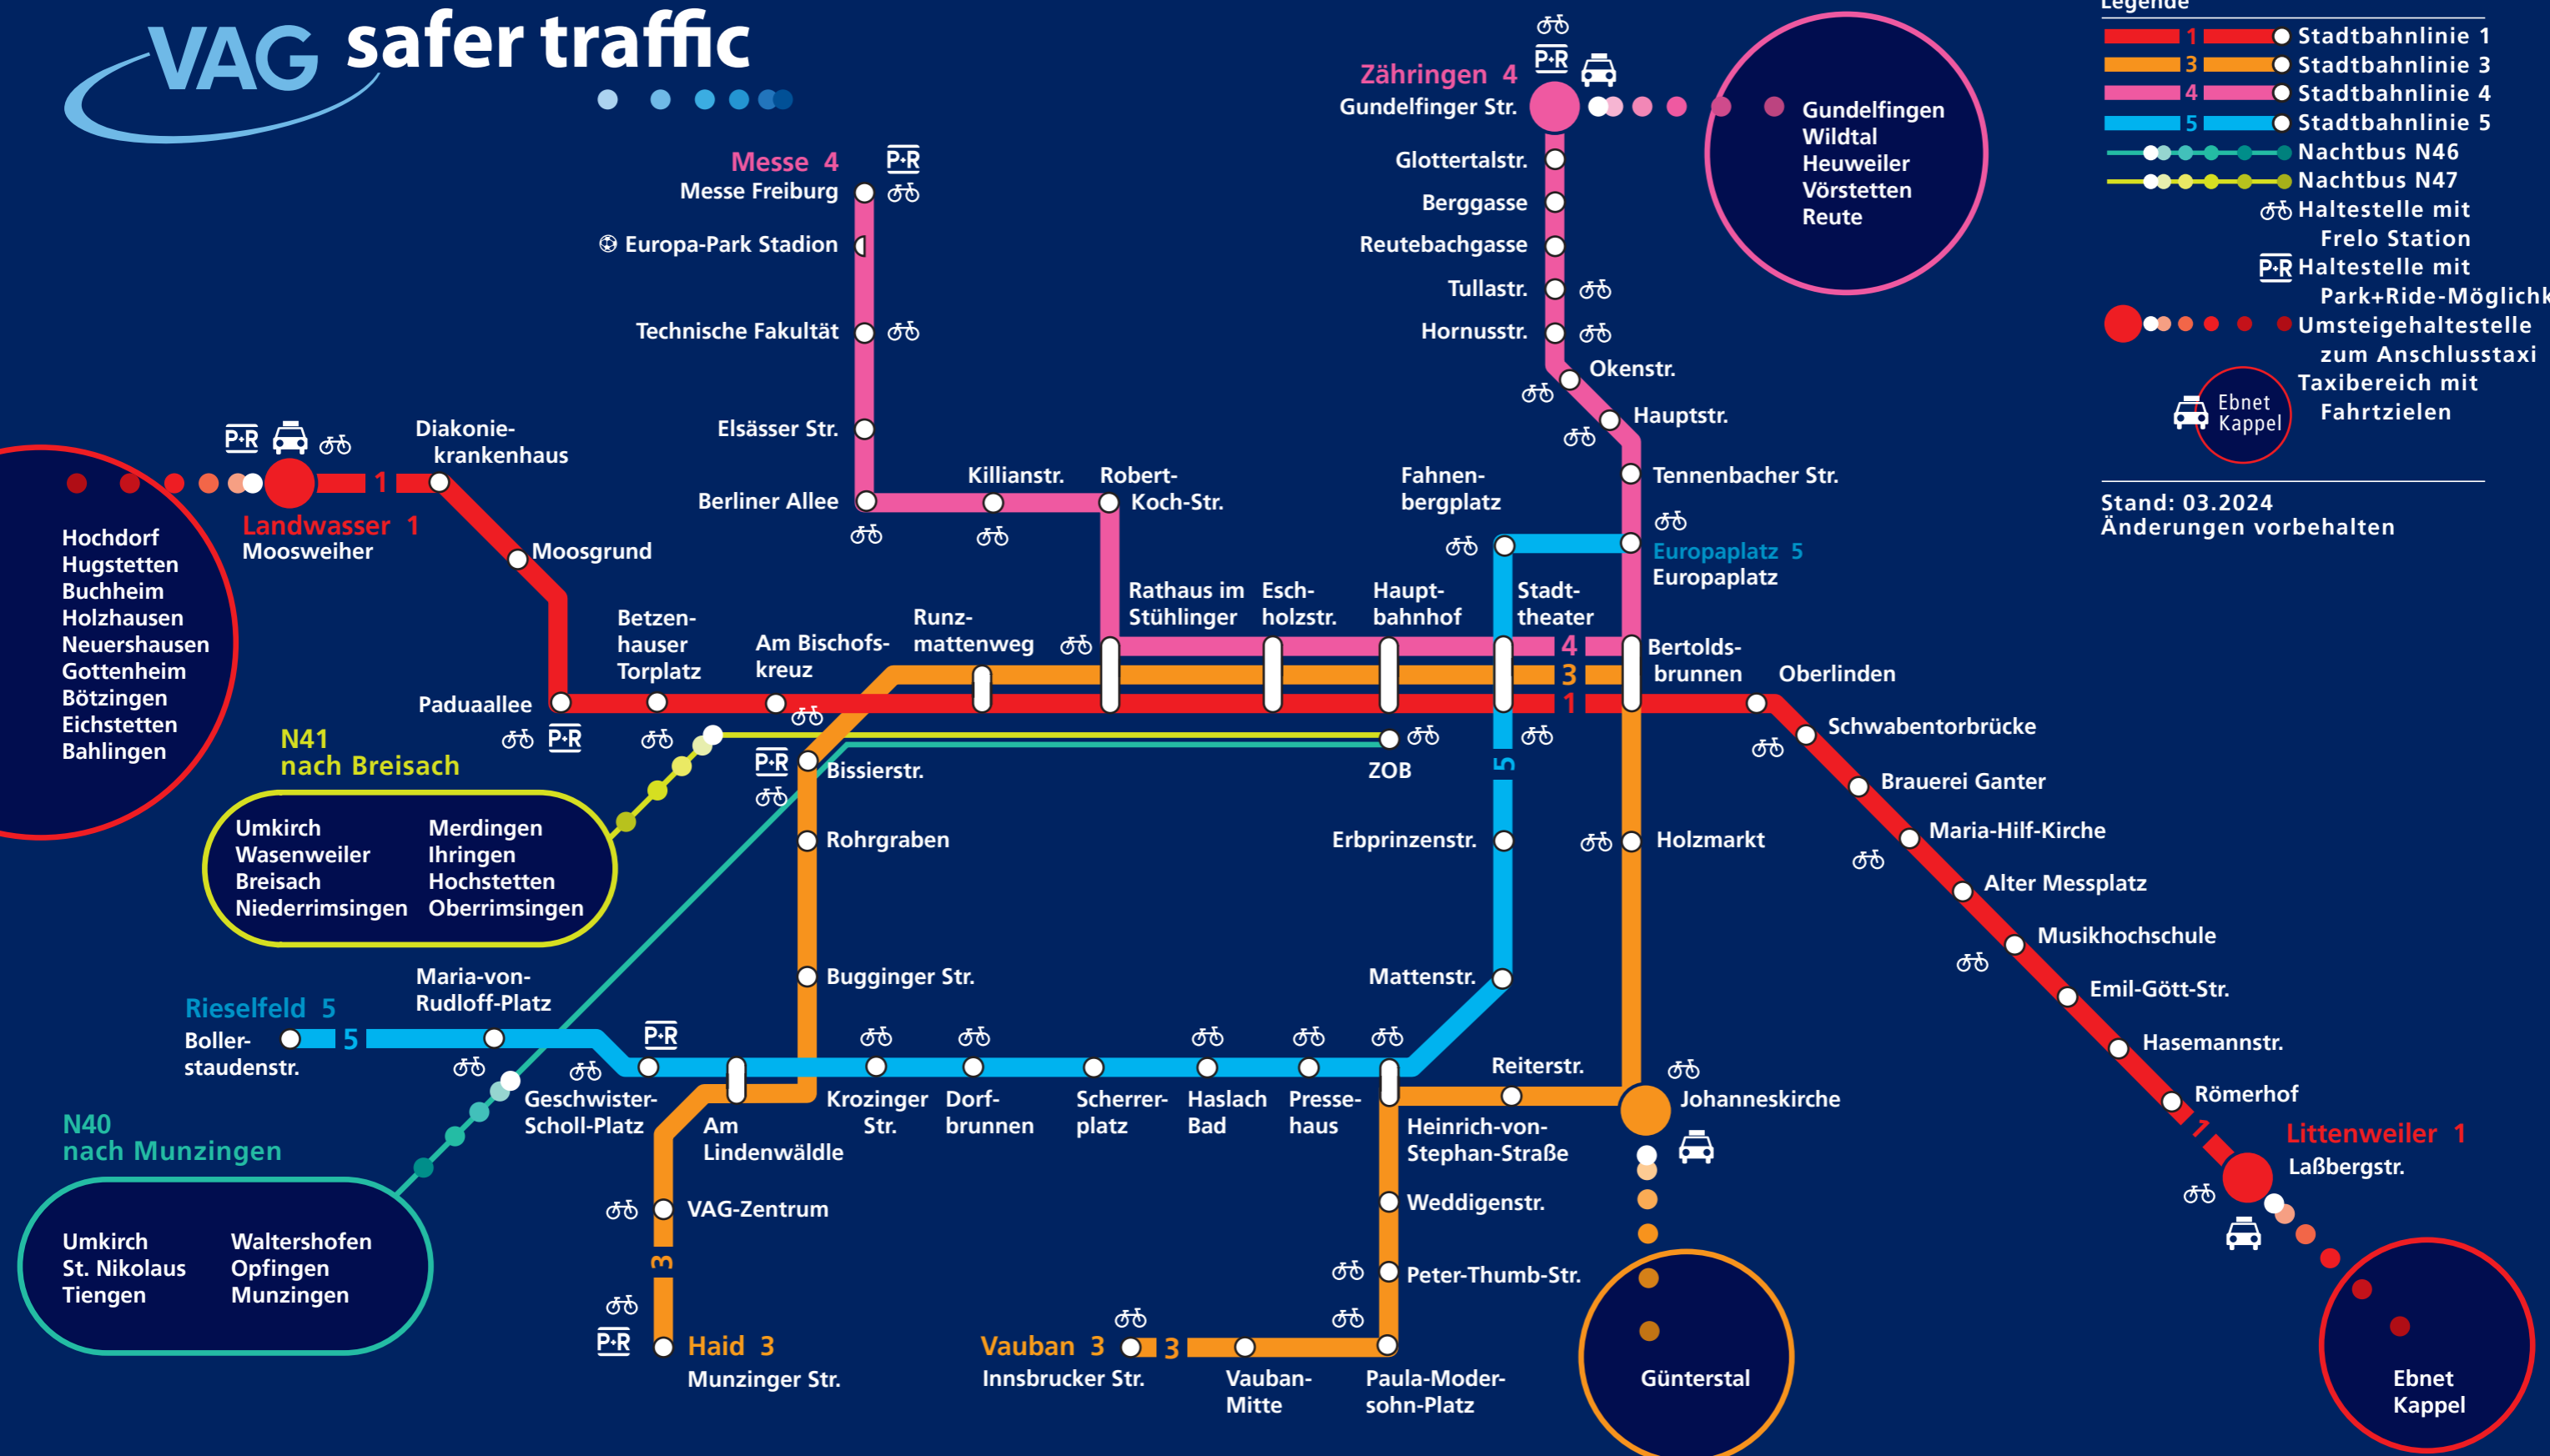 VAG safer traffic
Messe 4
P+R
Messe Freiburg
Europa-Park Stadion
Technische Fakultät
Elsässer Str.
Berliner Allee
Killianstr.
Robert-
Koch-Str.
P+R
Zähringen 4
Gundelfinger Str.
Glottertalstr.
Berggasse
Reutebachgasse
Tullastr.
Hornusstr.
Okenstr.
Hauptstr.
Tennenbacher Str.
Europaplatz 5
Europaplatz
Fahnen-
bergplatz
Gundelfingen
Wildtal
Heuweiler
Vörstetten
Reute
Legende
1 Stadtbahnlinie 1
3 Stadtbahnlinie 3
4 Stadtbahnlinie 4
5 Stadtbahnlinie 5
Nachtbus N46
Nachtbus N47
Haltestelle mit
Frelo Station
P+R Haltestelle mit
Park+Ride-Möglichk
Umsteigehaltestelle
zum Anschlusstaxi
Taxibereich mit
Fahrtzielen
Ebnet
Kappel
Stand: 03.2024
Änderungen vorbehalten
P+R
1
Landwasser 1
Moosweiher
Diakonie-
krankenhaus
Moosgrund
Hochdorf
Hugstetten
Buchheim
Holzhausen
Neuershausen
Gottenheim
Bötzingen
Eichstetten
Bahlingen
Paduaallee
P+R
Betzen-
hauser
Torplatz
Am Bischofs-
kreuz
Runz-
mattenweg
Rathaus im
Stühlinger
Esch-
holzstr.
Haupt-
bahnhof
Stadt-
theater
4
3
1
Bertolds-
brunnen
Oberlinden
Schwabentorbrücke
Brauerei Ganter
Maria-Hilf-Kirche
Alter Messplatz
Musikhochschule
Emil-Gött-Str.
Hasemannstr.
Römerhof
1
Littenweiler 1
Laßbergstr.
Ebnet
Kappel
N41
nach Breisach
Umkirch
Wasenweiler
Breisach
Niederrimsingen
Merdingen
Ihringen
Hochstetten
Oberrimsingen
P+R
Bissierstr.
ZOB
5
Rohrgraben
Erbprinzenstr.
Holzmarkt
Bugginger Str.
Mattenstr.
Rieselfeld 5
Boller-
staudenstr.
5
Maria-von-
Rudloff-Platz
P+R
Geschwister-
Scholl-Platz
Am
Lindenwäldle
Krozinger
Str.
Dorf-
brunnen
Scherrer-
platz
Haslach
Bad
Presse-
haus
Heinrich-von-
Stephan-Straße
Reiterstr.
Johanneskirche
N40
nach Munzingen
Umkirch
St. Nikolaus
Tiengen
Waltershofen
Opfingen
Munzingen
VAG-Zentrum
3
P+R
Haid 3
Munzinger Str.
Weddigenstr.
Peter-Thumb-Str.
Vauban 3
3
Innsbrucker Str.
Vauban-
Mitte
Paula-Moder-
sohn-Platz
Günterstal